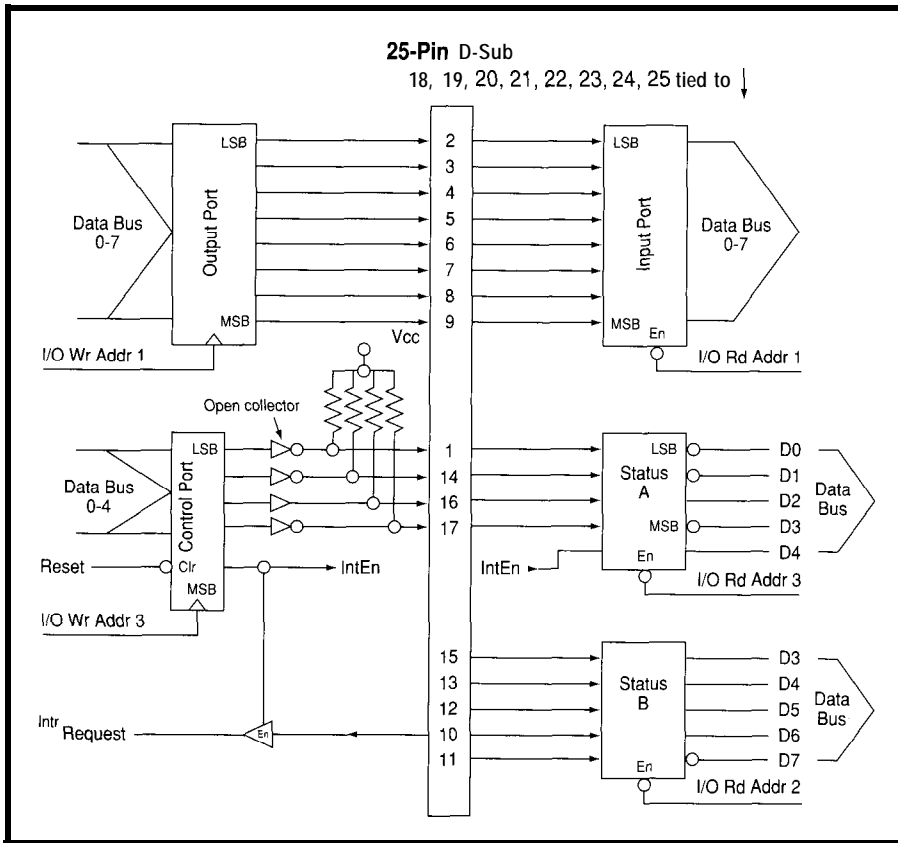 25-Pin D-Sub
18, 19, 20, 21, 22, 23, 24, 25 tied to
LSB
Output Port
MSB
Data Bus
0-7
I/O Wr Addr 1
2
3
4
5
6
7
8
9
LSB
Input Port
MSB
En
Data Bus
0-7
I/O Rd Addr 1
Vcc
Open collector
LSB
Control Port
Clr
MSB
Data Bus
0-4
Reset
I/O Wr Addr 3
IntEn
1
14
16
17
IntEn
LSB
Status
A
MSB
En
D0
D1
D2
D3
D4
Data
Bus
I/O Rd Addr 3
Intr Request
En
15
13
12
10
11
Status
B
En
D3
D4
D5
D6
D7
Data
Bus
I/O Rd Addr 2